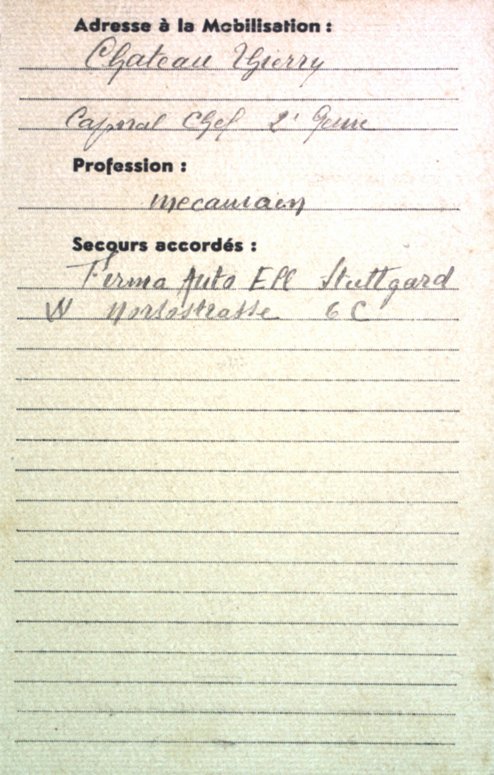 Adresse à la Mobilisation :
Chateau Thierry
Caporal Chef 2e Genie
Profession :
mecanicien
Secours accordés :
Firma Auto Ell Stuttgard
W 6 C